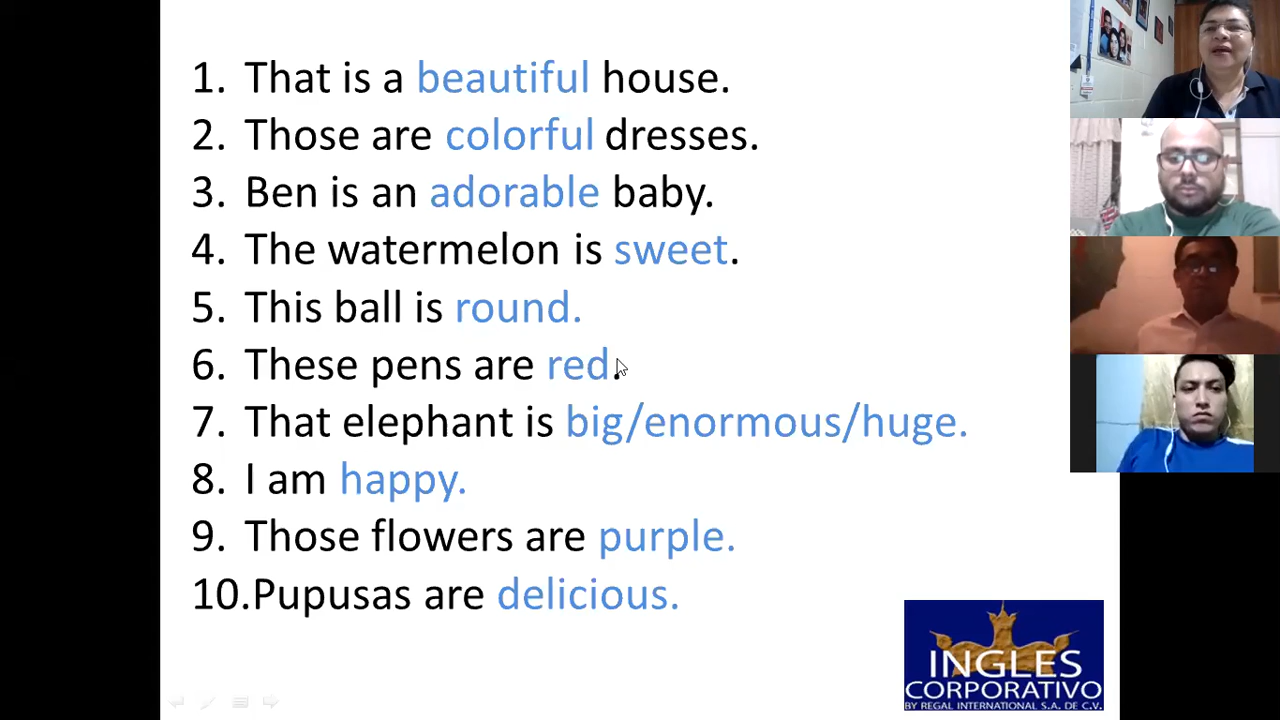 1. That is a beautiful house.
2. Those are colorful dresses.
3. Ben is an adorable baby.
4. The watermelon is sweet.
5. This ball is round.
6. These pens are red.
7. That elephant is big/enormous/huge.
8. I am happy.
9. Those flowers are purple.
10.Pupusas are delicious.
INGLES
CORPORATIVO
BY REGAL INTERNATIONAL S.A. DE C.V.